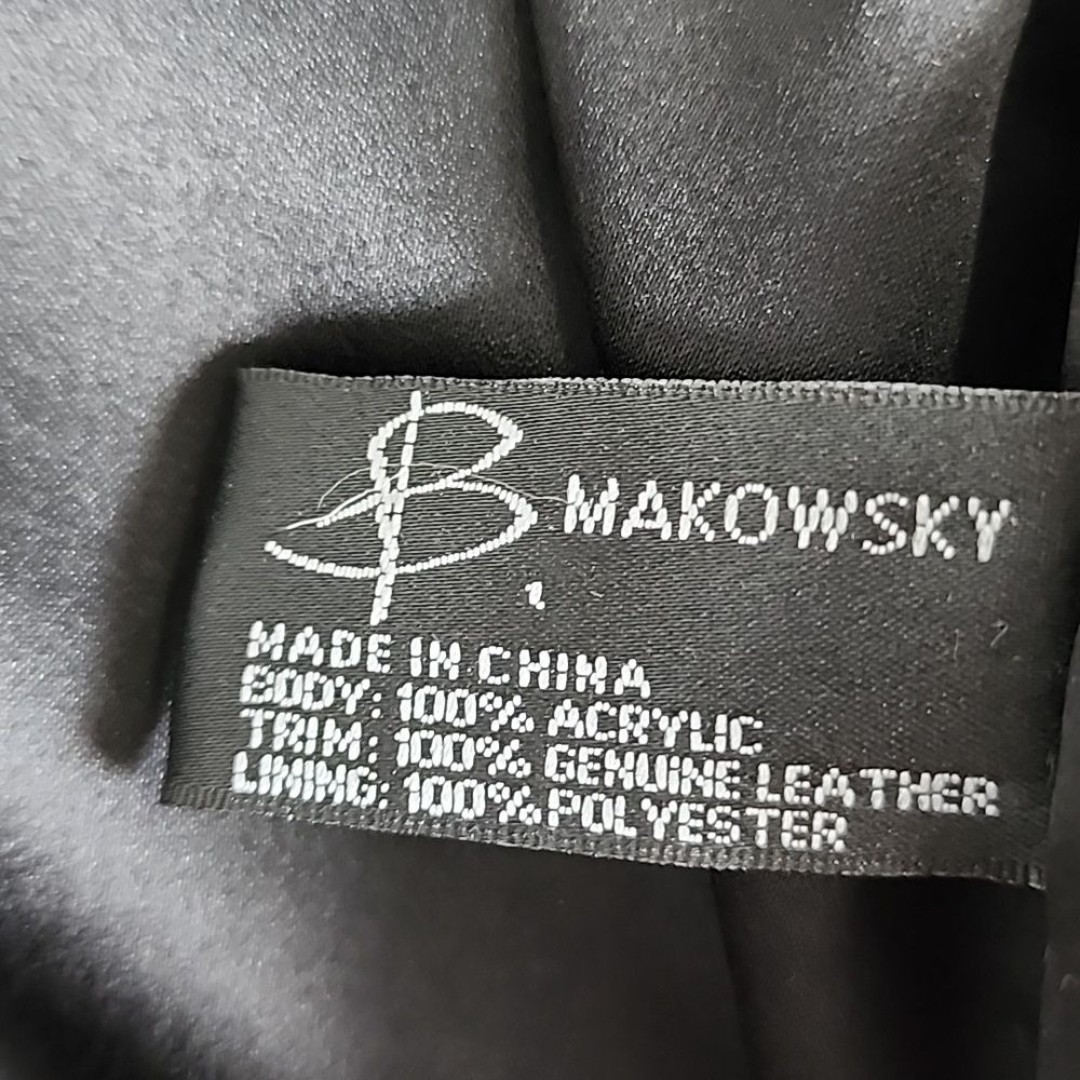 B MAKOWSKY
MADE IN CHINA
BODY: 100% ACRYLIC
TRIM: 100% GENUINE LEATHER
LINING: 100% POLYESTER